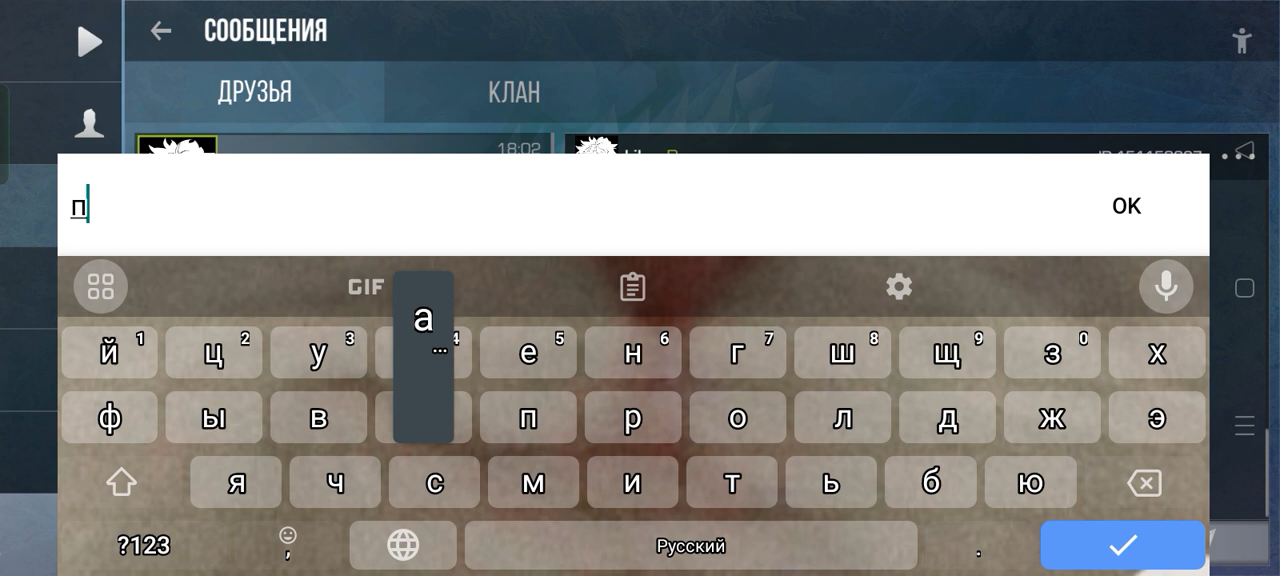 СООБЩЕНИЯ
ДРУЗЬЯ КЛАН
18:02
п
OK
GIF
а
...
й 1 ц 2 у 3 4 е 5 н 6 г 7 ш 8 щ 9 з 0 х
ф ы в п р о л д ж э
я ч с м и т ь б ю
?123 , Русский .